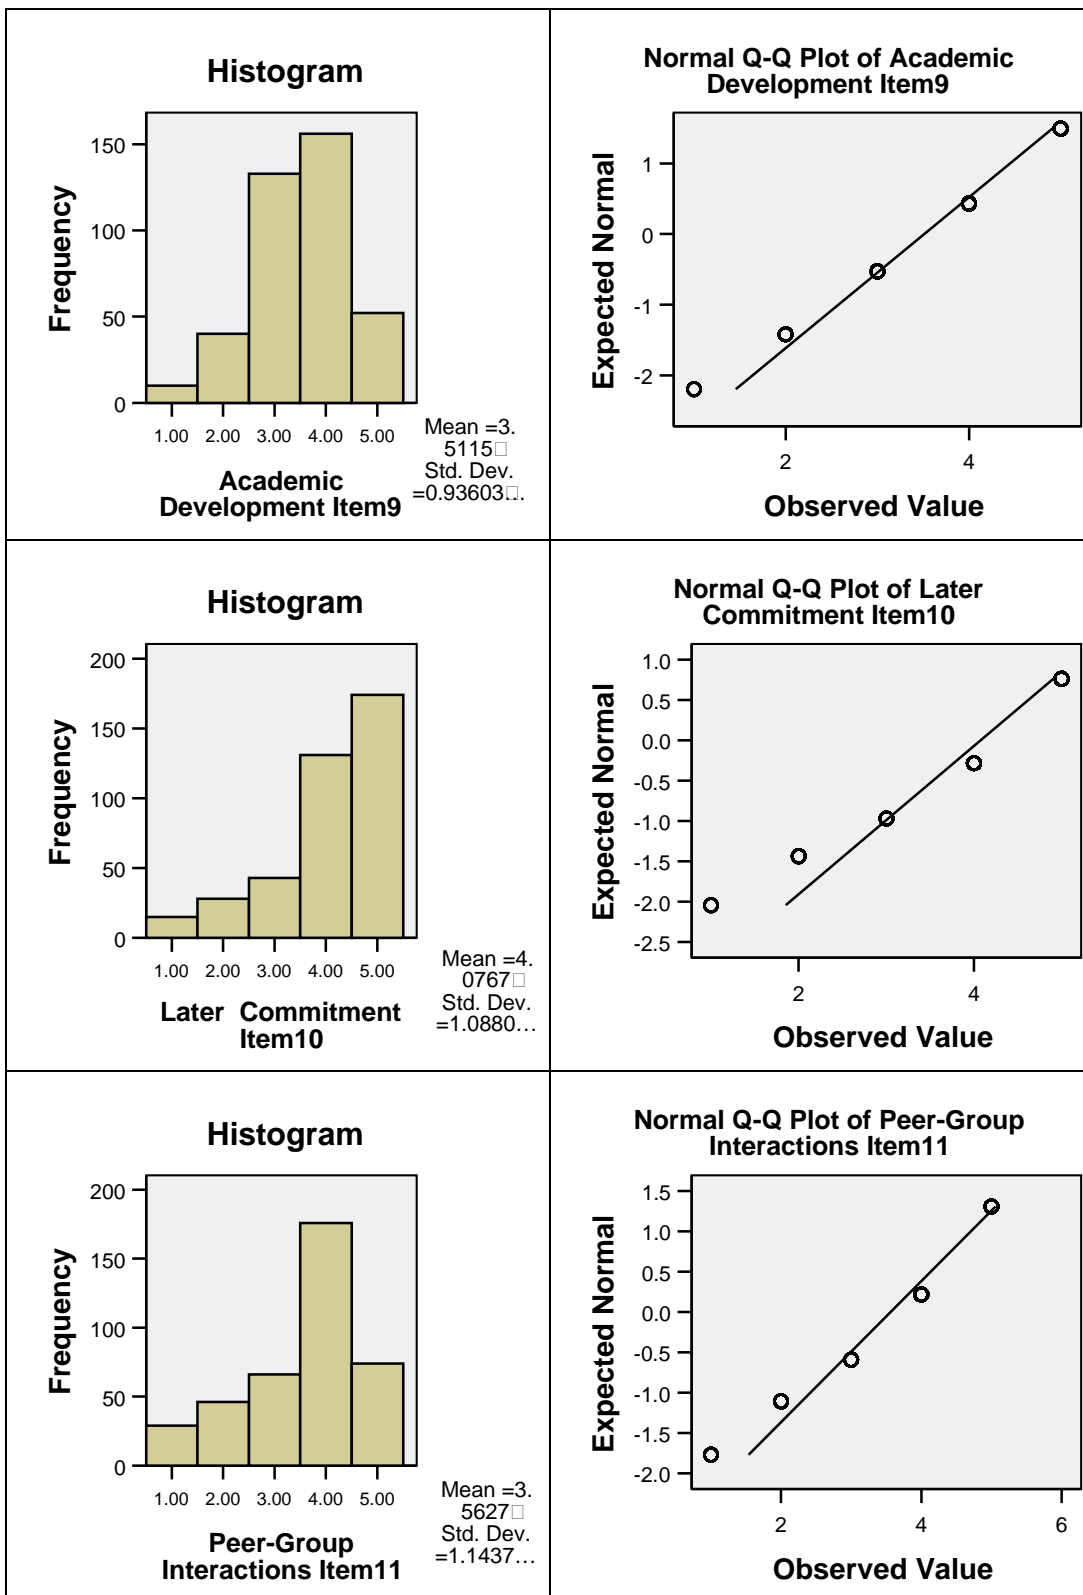 Histogram
Frequency
150
100
50
0
1.00 2.00 3.00 4.00 5.00
Academic
Development Item9
Mean =3.
5115□
Std. Dev.
=0.93603□…
Normal Q-Q Plot of Academic
Development Item9
Expected Normal
1
0
-1
-2
2 4
Observed Value
Histogram
Frequency
200
150
100
50
0
1.00 2.00 3.00 4.00 5.00
Later Commitment
Item10
Mean =4.
0767□
Std. Dev.
=1.0880…
Normal Q-Q Plot of Later
Commitment Item10
Expected Normal
1.0
0.5
0.0
-0.5
-1.0
-1.5
-2.0
-2.5
2 4
Observed Value
Histogram
Frequency
200
150
100
50
0
1.00 2.00 3.00 4.00 5.00
Peer-Group
Interactions Item11
Mean =3.
5627□
Std. Dev.
=1.1437…
Normal Q-Q Plot of Peer-Group
Interactions Item11
Expected Normal
1.5
1.0
0.5
0.0
-0.5
-1.0
-1.5
-2.0
2 4 6
Observed Value